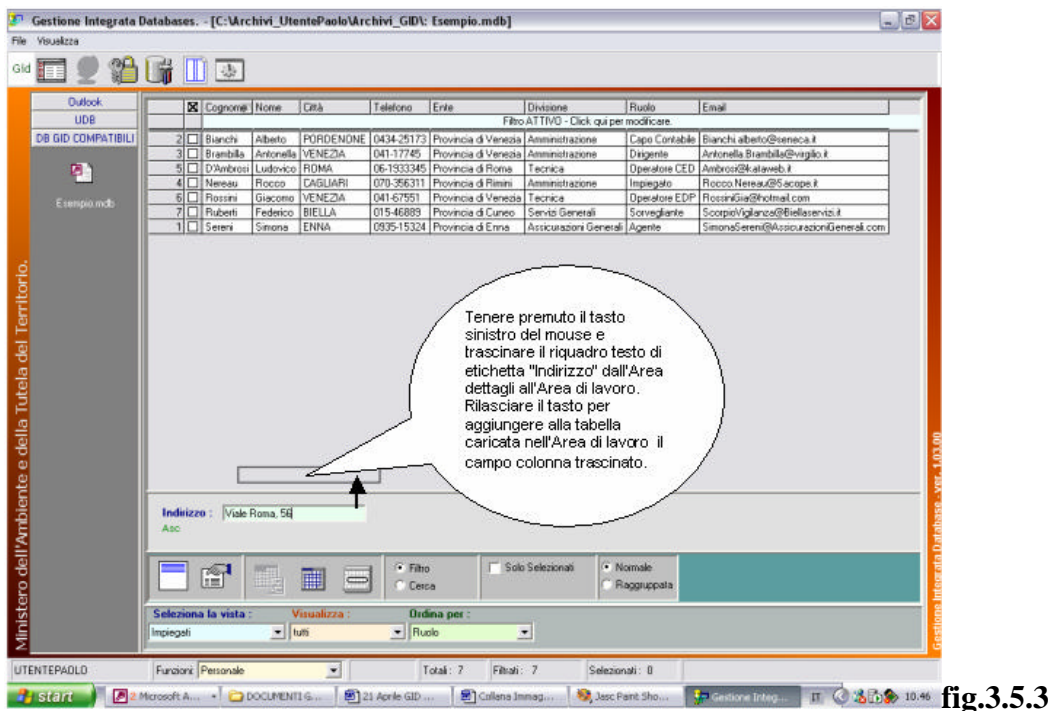 Gestione Integrata Databases. - [C:\Archivi_UtentePaolo\Archivi_GID\: Esempio.mdb]
File Visualizza
Gid
Outlook
UDB
DB GID COMPATIBILI
Esempio.mdb
Cognome Nome Città Telefono Ente Divisione Ruolo Email
Filtro ATTIVO - Click qui per modificare.
2 Bianchi Alberto PORDENONE 0434-25173 Provincia di Venezia Amministrazione Capo Contabile Bianchi.alberto@seneca.it
3 Brambilla Antonella VENEZIA 041-17745 Provincia di Venezia Amministrazione Dirigente Antonella.Brambilla@virgilio.it
5 D'Ambrosi Ludovico ROMA 06-1933345 Provincia di Roma Tecnica Operatore CED Ambrosi@kataweb.it
4 Nereau Rocco CAGLIARI 070-356311 Provincia di Rimini Amministrazione Impiegato Rocco.Nereau@Sacope.it
6 Rossini Giacomo VENEZIA 041-67551 Provincia di Venezia Tecnica Operatore EDP RossiniGia@hotmail.com
7 Ruberti Federico BIELLA 015-46889 Provincia di Cuneo Servizi Generali Sorvegliante ScorpioVigilanza@Biellaservizi.it
1 Sereni Simona ENNA 0935-15324 Provincia di Enna Assicurazioni Generali Agente SimonaSereni@AssicurazioniGenerali.com
Tenere premuto il tasto
sinistro del mouse e
trascinare il riquadro testo di
etichetta "Indirizzo" dall'Area
dettagli all'Area di lavoro.
Rilasciare il tasto per
aggiungere alla tabella
caricata nell'Area di lavoro il
campo colonna trascinato.
Indirizzo : Viale Roma, 56
Asc
Filtro
Cerca
Solo Selezionati
Normale
Raggruppata
Seleziona la vista : Visualizza : Ordina per :
Impiegati tutti Ruolo
Ministero dell'Ambiente e della Tutela del Territorio.
Gestione Integrata Database - ver. 1.03.00
UTENTEPAOLO Funzioni: Personale Totali: 7 Filtrati: 7 Selezionati: 0
start 2 Microsoft A... DOCUMENTI G... 21 Aprile GID ... Collana Immag... Jasc Paint Sho... Gestione Integ... IT 10.46
fig.3.5.3